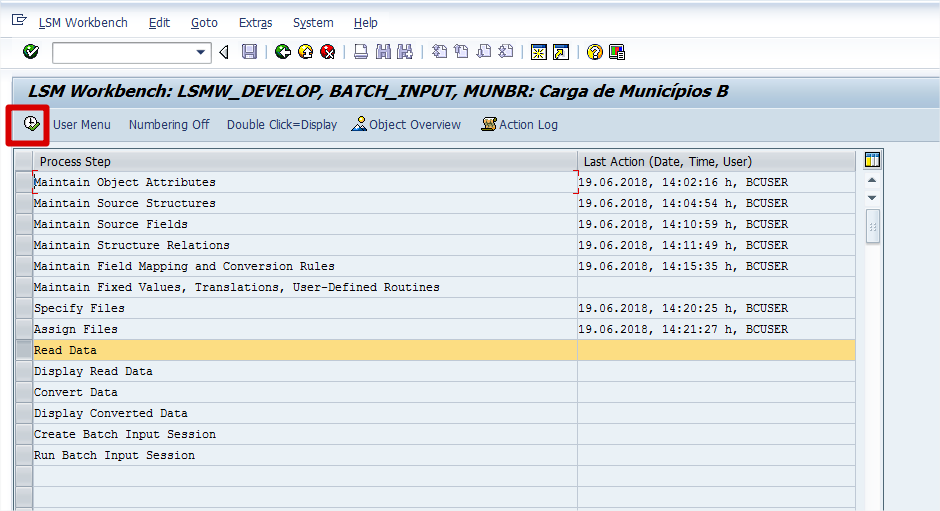 LSM Workbench Edit Goto Extras System Help
LSM Workbench: LSMW_DEVELOP, BATCH_INPUT, MUNBR: Carga de Municípios B
User Menu Numbering Off Double Click=Display Object Overview Action Log
Process Step Last Action (Date, Time, User)
Maintain Object Attributes 19.06.2018, 14:02:16 h, BCUSER
Maintain Source Structures 19.06.2018, 14:04:54 h, BCUSER
Maintain Source Fields 19.06.2018, 14:10:59 h, BCUSER
Maintain Structure Relations 19.06.2018, 14:11:49 h, BCUSER
Maintain Field Mapping and Conversion Rules 19.06.2018, 14:15:35 h, BCUSER
Maintain Fixed Values, Translations, User-Defined Routines
Specify Files 19.06.2018, 14:20:25 h, BCUSER
Assign Files 19.06.2018, 14:21:27 h, BCUSER
Read Data
Display Read Data
Convert Data
Display Converted Data
Create Batch Input Session
Run Batch Input Session